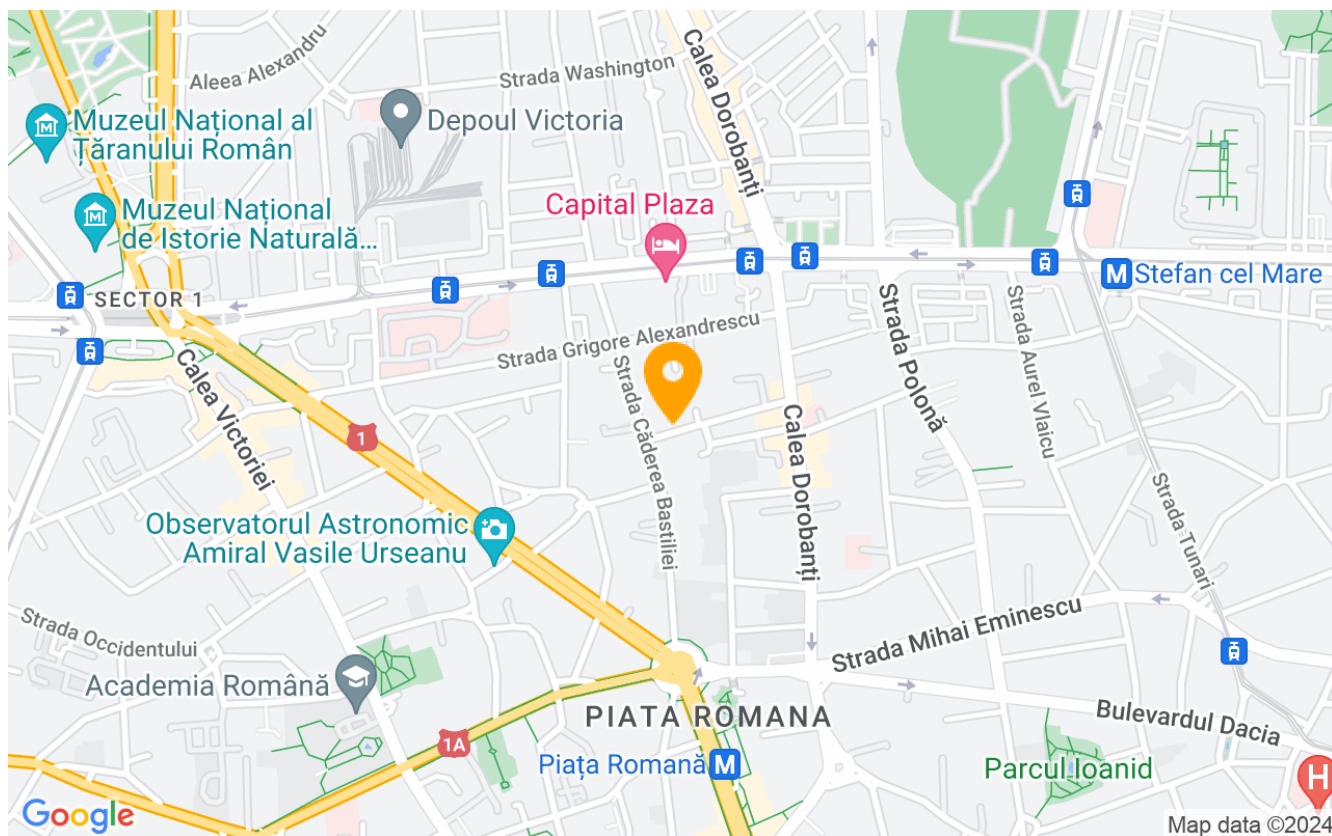 Aleea Alexandru
Strada Washington
Calea Dorobanți
Muzeul Național al
Țăranului Român
Depoul Victoria
Muzeul Național
de Istorie Naturală…
Capital Plaza
SECTOR 1
M Stefan cel Mare
Strada Grigore Alexandrescu
Strada Polonă
Strada Aurel Vlaicu
Calea Victoriei
Strada Căderea Bastiliei
1
Calea Dorobanți
Strada Tunari
Observatorul Astronomic
Amiral Vasile Urseanu
Strada Occidentului
Strada Mihai Eminescu
Academia Română
PIATA ROMANA
Bulevardul Dacia
1A
Piața Romană M
Parcul Ioanid
H
Google
Map data ©2024